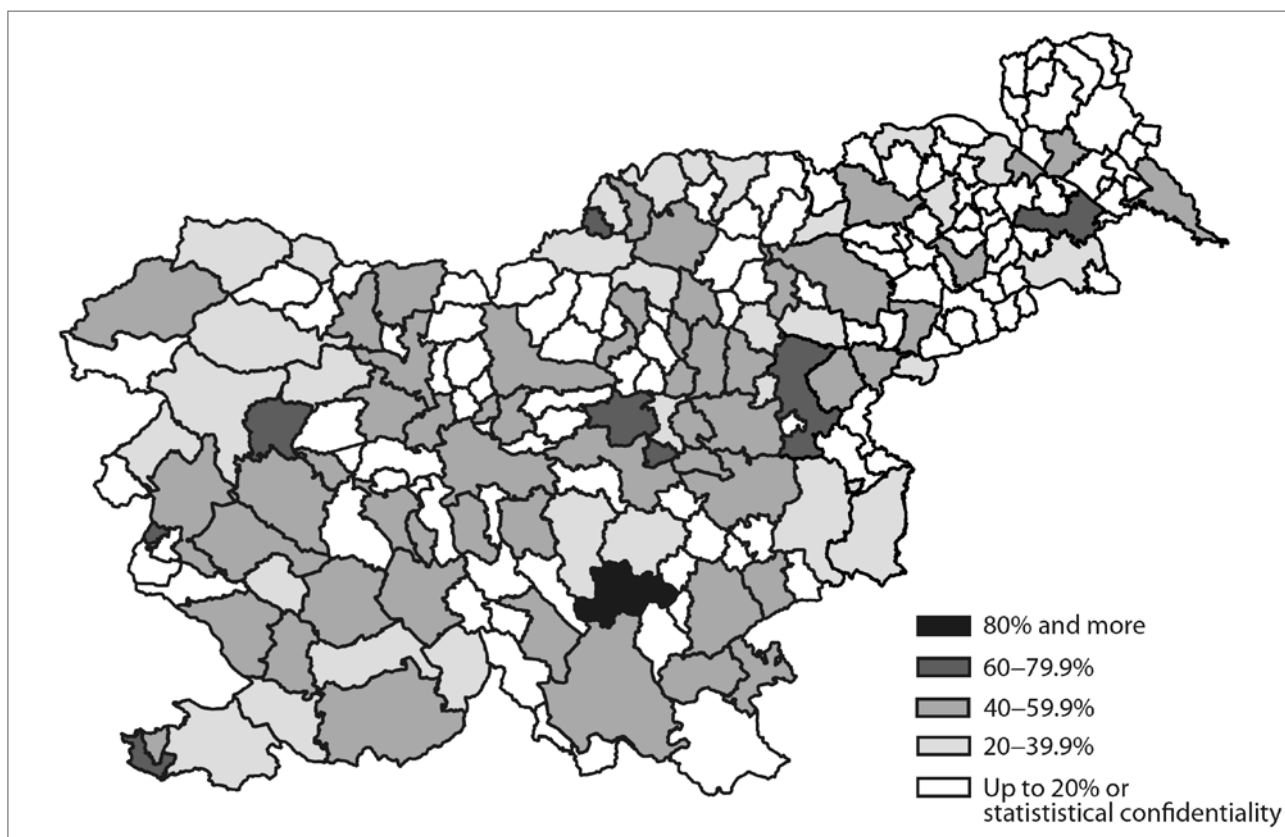 80% and more
60–79.9%
40–59.9%
20–39.9%
Up to 20% or
statististical confidentiality